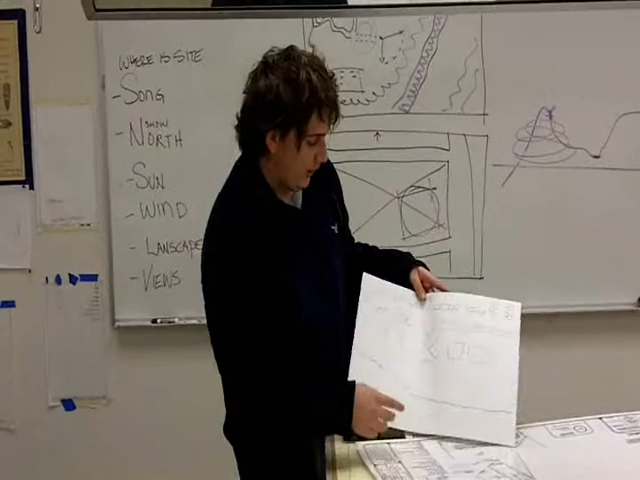 WHERE IS SITE
- SONG
- SHOW NORTH
- SUN
- WIND
- LANSCAPE
- VIEWS